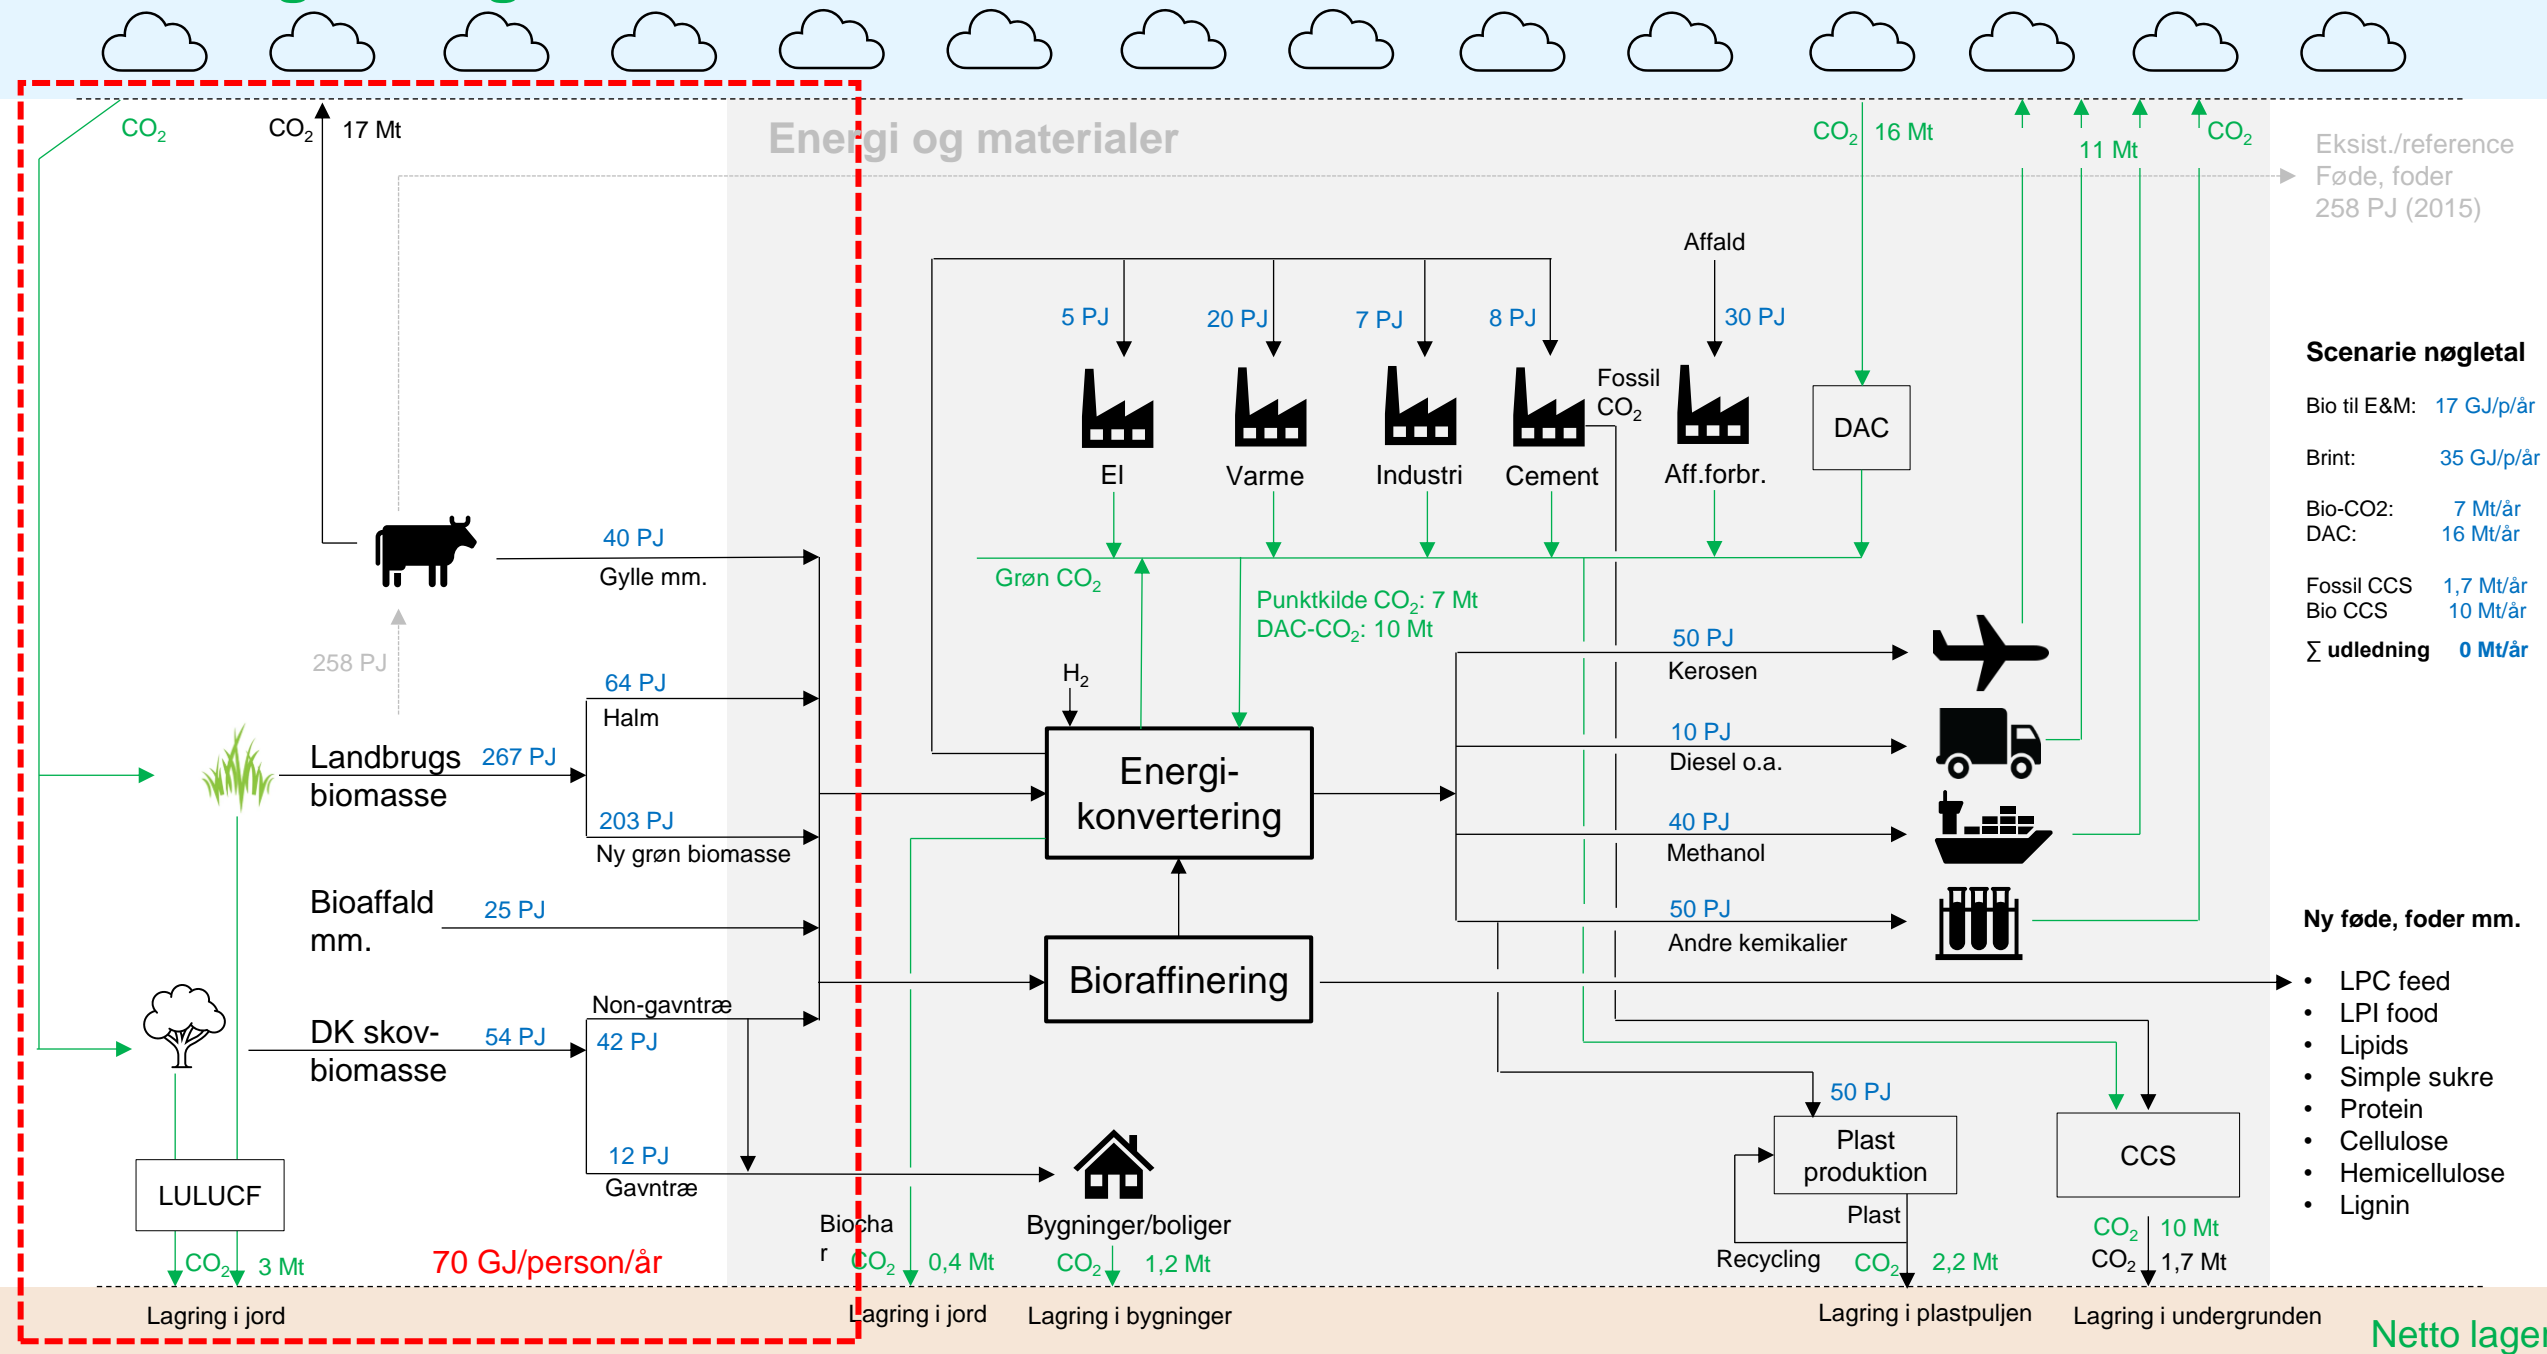 CO2
CO2 17 Mt
Energi og materialer
CO2 16 Mt
11 Mt
CO2
Eksist./reference
Føde, foder
258 PJ (2015)
Affald
5 PJ
20 PJ
7 PJ
8 PJ
30 PJ
Fossil
CO2
El
Varme
Industri
Cement
Aff.forbr.
DAC
Scenarie nøgletal
Bio til E&M: 17 GJ/p/år
Brint: 35 GJ/p/år
Bio-CO2: 7 Mt/år
DAC: 16 Mt/år
Fossil CCS 1,7 Mt/år
Bio CCS 10 Mt/år
∑ udledning 0 Mt/år
40 PJ
Gylle mm.
Grøn CO2
Punktkilde CO2: 7 Mt
DAC-CO2: 10 Mt
258 PJ
64 PJ
Halm
H2
50 PJ
Kerosen
Landbrugs
biomasse
267 PJ
203 PJ
Ny grøn biomasse
Energi-
konvertering
10 PJ
Diesel o.a.
40 PJ
Methanol
Bioaffald
mm.
25 PJ
50 PJ
Andre kemikalier
Bioraffinering
Ny føde, foder mm.
• LPC feed
• LPI food
• Lipids
• Simple sukre
• Protein
• Cellulose
• Hemicellulose
• Lignin
DK skov-
biomasse
54 PJ
Non-gavntræ
42 PJ
12 PJ
Gavntræ
50 PJ
Plast
produktion
Plast
Recycling
CCS
LULUCF
CO2 3 Mt
70 GJ/person/år
Biocha
r
CO2 0,4 Mt
Bygninger/boliger
CO2 1,2 Mt
CO2 2,2 Mt
CO2 10 Mt
CO2 1,7 Mt
Lagring i jord
Lagring i jord
Lagring i bygninger
Lagring i plastpuljen
Lagring i undergrunden
Netto lager